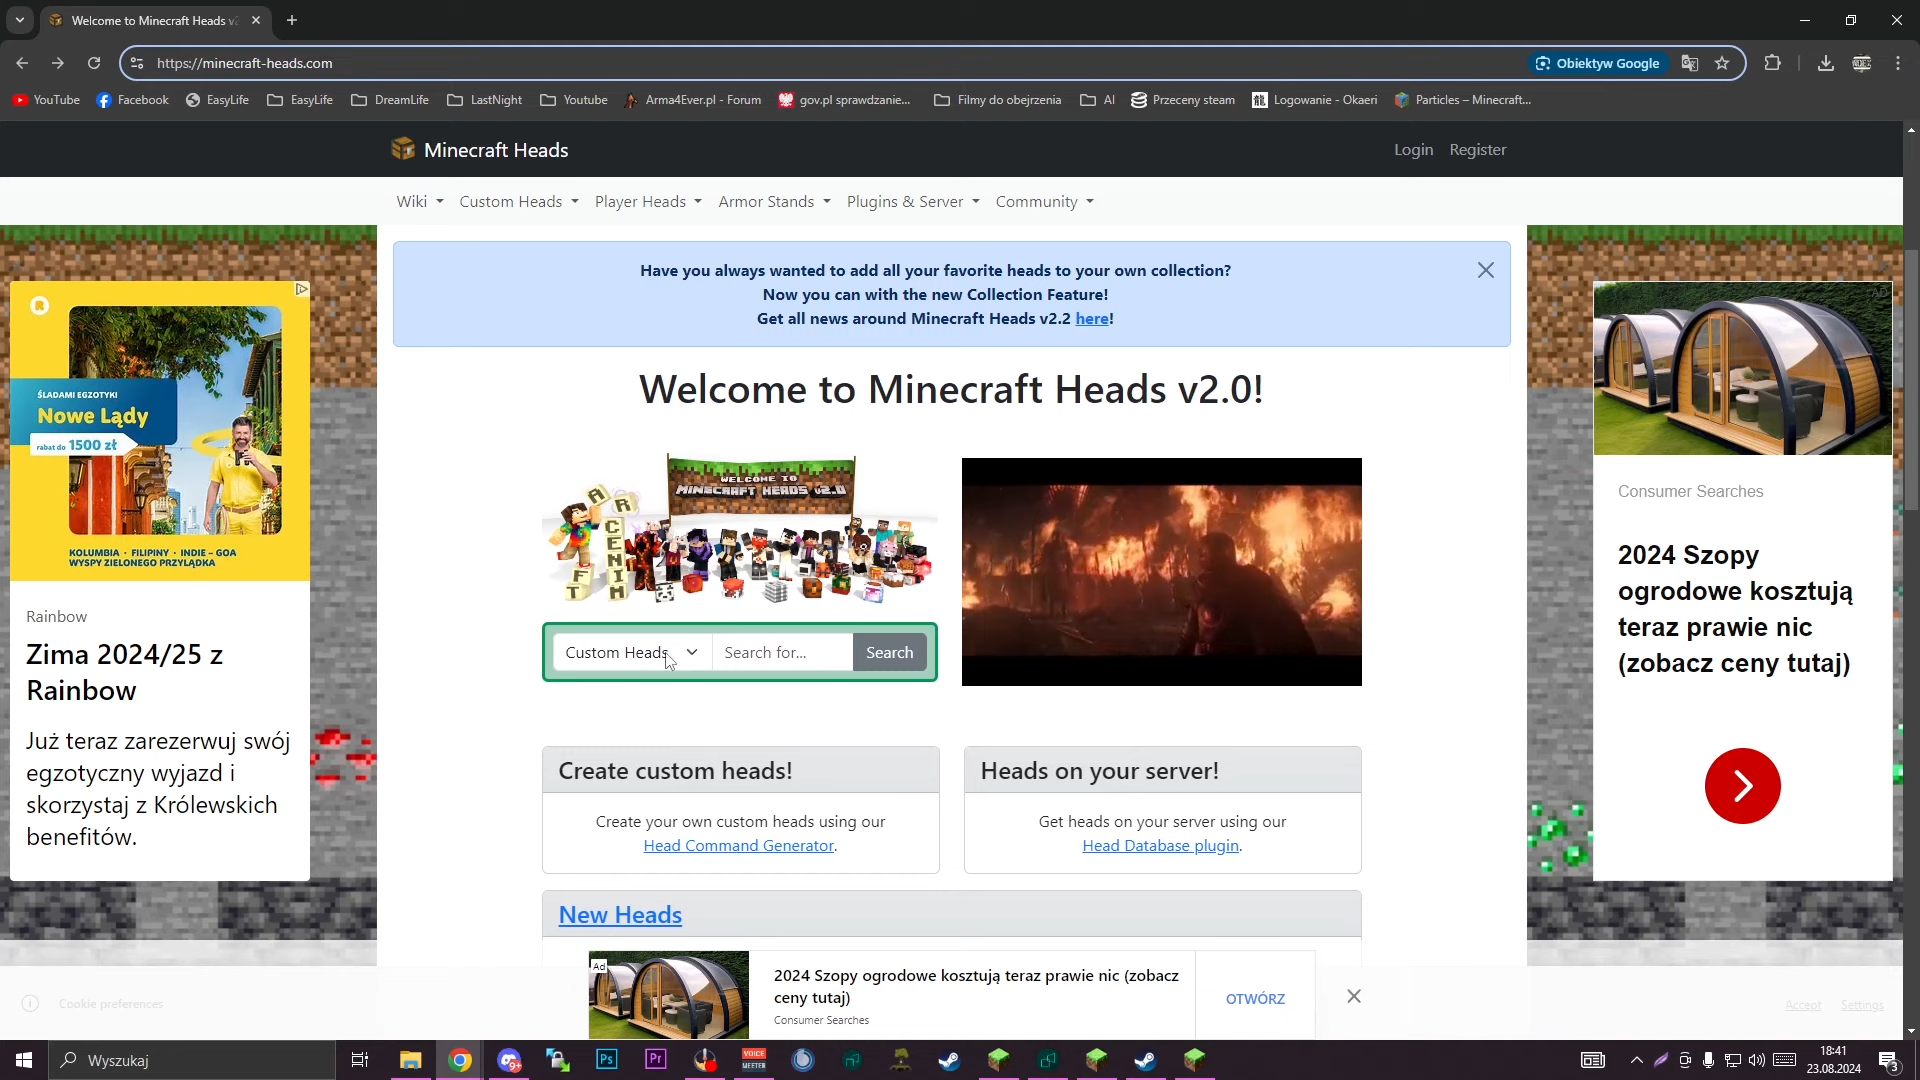 Welcome to Minecraft Heads v2
https://minecraft-heads.com
Obiektyw Google
YouTube
Facebook
EasyLife
EasyLife
DreamLife
LastNight
Youtube
Arma4Ever.pl - Forum
gov.pl sprawdzanie...
Filmy do obejrzenia
AI
Przeceny steam
Logowanie - Okaeri
Particles – Minecraft...
Minecraft Heads
Login
Register
Wiki
Custom Heads
Player Heads
Armor Stands
Plugins & Server
Community
Have you always wanted to add all your favorite heads to your own collection?
Now you can with the new Collection Feature!
Get all news around Minecraft Heads v2.2 here!
Welcome to Minecraft Heads v2.0!
WELCOME TO
MINECRAFT HEADS V2.0
Custom Heads
Search for...
Search
Create custom heads!
Create your own custom heads using our
Head Command Generator.
Heads on your server!
Get heads on your server using our
Head Database plugin.
New Heads
Ad
2024 Szopy ogrodowe kosztują teraz prawie nic (zobacz
ceny tutaj)
Consumer Searches
OTWÓRZ
ŚLADAMI EGZOTYKI
Nowe Lądy
rabat do 1500 zł
KOLUMBIA · FILIPINY · INDIE – GOA
WYSPY ZIELONEGO PRZYLĄDKA
Rainbow
Zima 2024/25 z
Rainbow
Już teraz zarezerwuj swój
egzotyczny wyjazd i
skorzystaj z Królewskich
benefitów.
AD
Consumer Searches
2024 Szopy
ogrodowe kosztują
teraz prawie nic
(zobacz ceny tutaj)
Cookie preferences
Accept
Settings
Wyszukaj
9+
Ps
Pr
VOICE
MEETER
18:41
23.08.2024
3